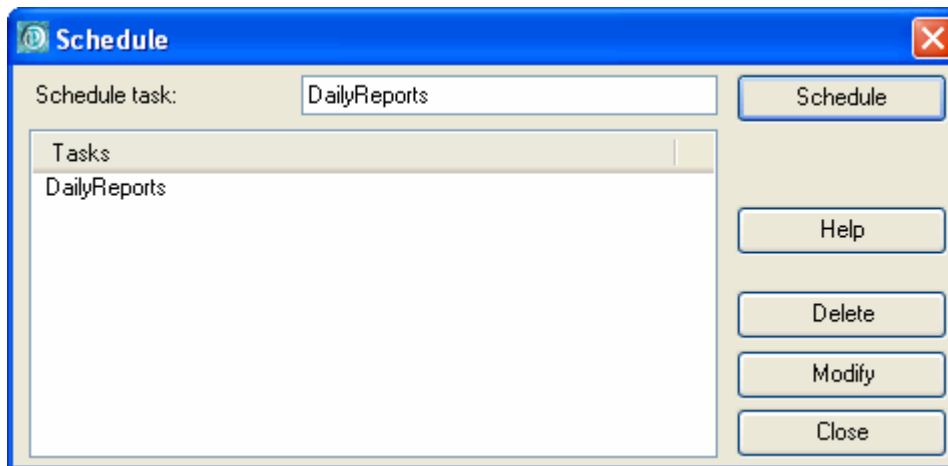 Schedule
Schedule task: DailyReports Schedule
Tasks
DailyReports
Help
Delete
Modify
Close